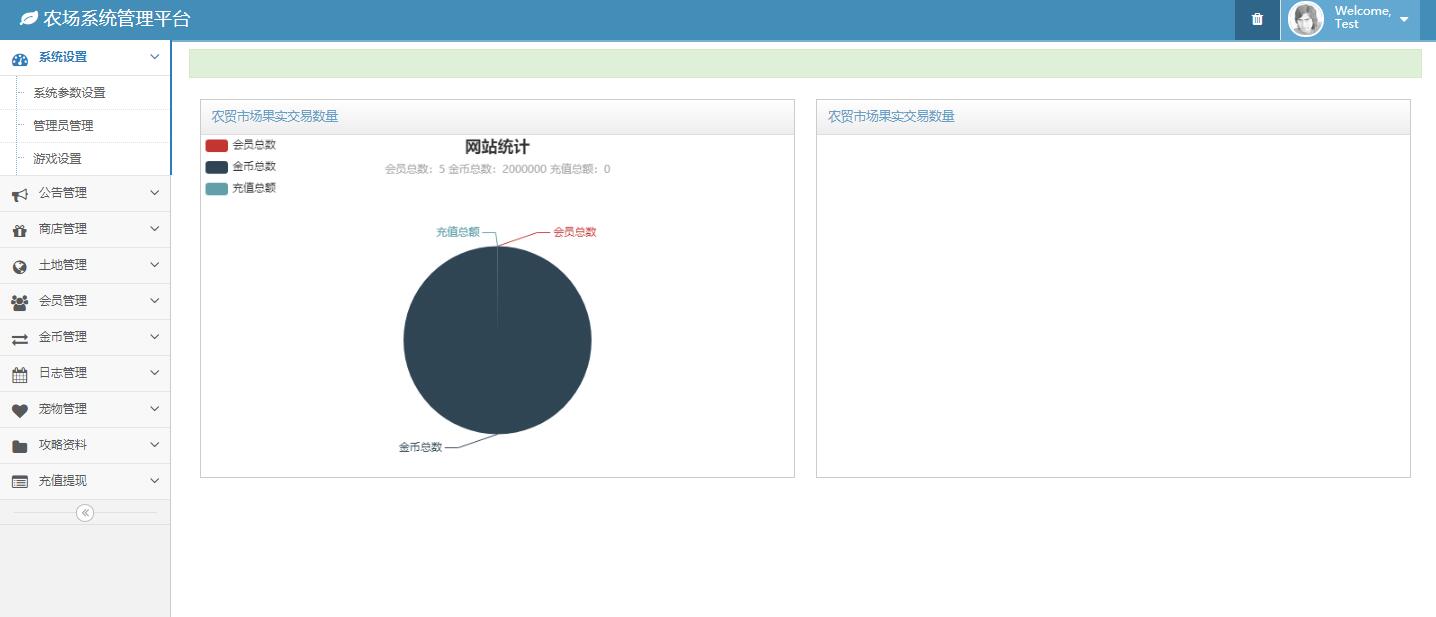 农场系统管理平台
Welcome,
Test
系统设置
系统参数设置
管理员管理
游戏设置
公告管理
商店管理
土地管理
会员管理
金币管理
日志管理
宠物管理
攻略资料
充值提现
农贸市场果实交易数量
会员总数
金币总数
充值总额
网站统计
会员总数：5 金币总数：2000000 充值总额：0
充值总额
会员总数
金币总数
农贸市场果实交易数量